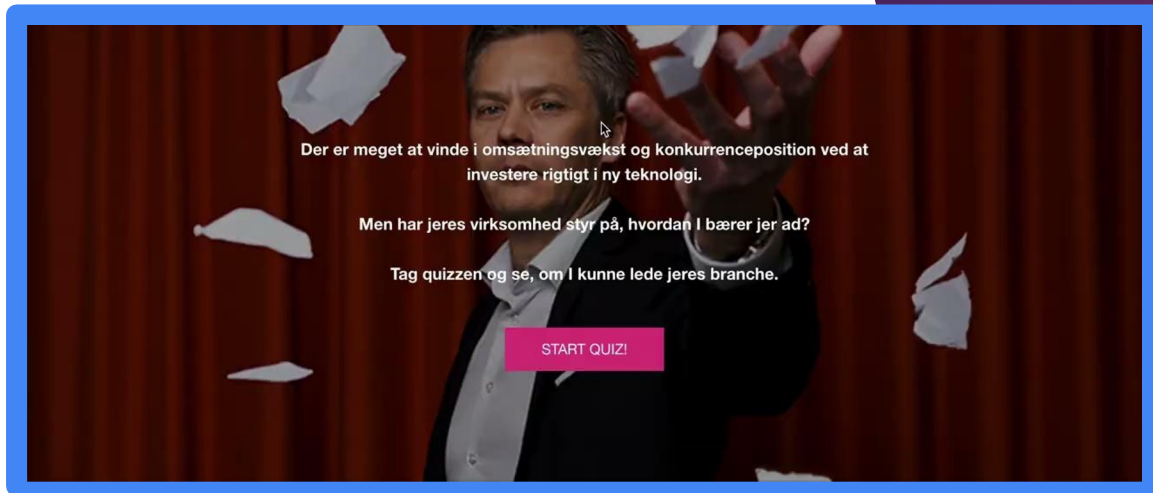 Der er meget at vinde i omsætningsvækst og konkurrenceposition ved at
investere rigtigt i ny teknologi.
Men har jeres virksomhed styr på, hvordan I bærer jer ad?
Tag quizzen og se, om I kunne lede jeres branche.
START QUIZ!